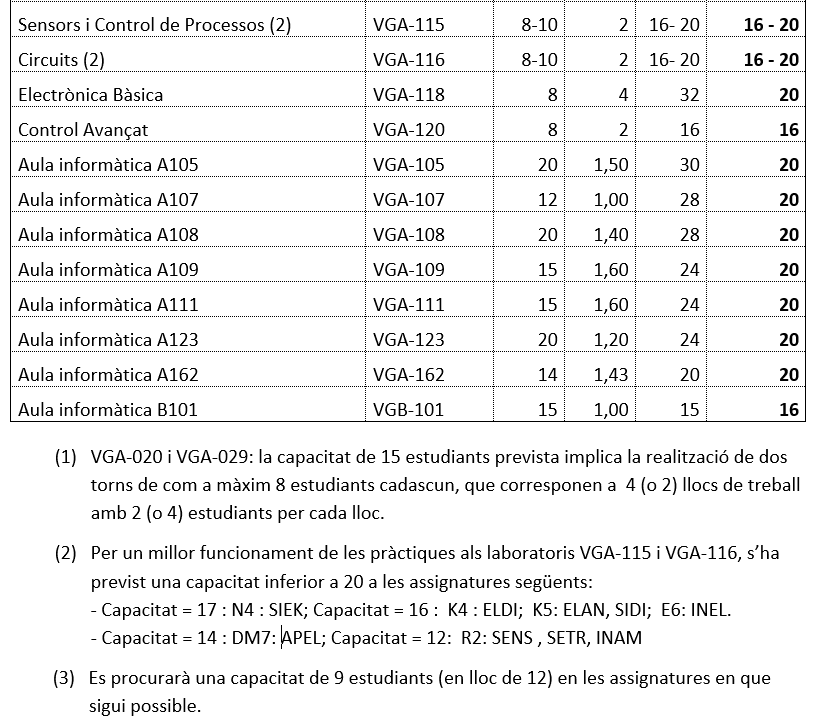 Sensors i Control de Processos (2) VGA-115 8-10 2 16- 20 16 - 20
Circuits (2) VGA-116 8-10 2 16- 20 16 - 20
Electrònica Bàsica VGA-118 8 4 32 20
Control Avançat VGA-120 8 2 16 16
Aula informàtica A105 VGA-105 20 1,50 30 20
Aula informàtica A107 VGA-107 12 1,00 28 20
Aula informàtica A108 VGA-108 20 1,40 28 20
Aula informàtica A109 VGA-109 15 1,60 24 20
Aula informàtica A111 VGA-111 15 1,60 24 20
Aula informàtica A123 VGA-123 20 1,20 24 20
Aula informàtica A162 VGA-162 14 1,43 20 20
Aula informàtica B101 VGB-101 15 1,00 15 16
(1) VGA-020 i VGA-029: la capacitat de 15 estudiants prevista implica la realització de dos
torns de com a màxim 8 estudiants cadascun, que corresponen a 4 (o 2) llocs de treball
amb 2 (o 4) estudiants per cada lloc.
(2) Per un millor funcionament de les pràctiques als laboratoris VGA-115 i VGA-116, s'ha
previst una capacitat inferior a 20 a les assignatures següents:
- Capacitat = 17 : N4 : SIEK; Capacitat = 16 : K4 : ELDI; K5: ELAN, SIDI; E6: INEL.
- Capacitat = 14 : DM7: APEL; Capacitat = 12: R2: SENS , SETR, INAM
(3) Es procurarà una capacitat de 9 estudiants (en lloc de 12) en les assignatures en que
sigui possible.